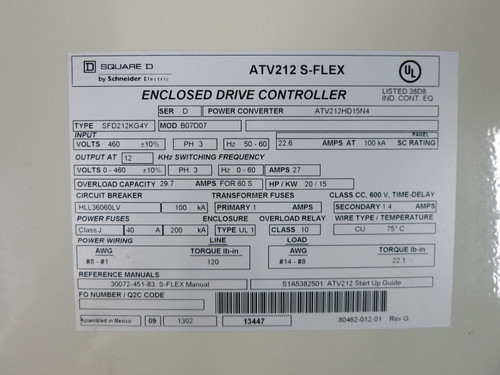 D SQUARE D
by Schneider Electric
ATV212 S-FLEX
UL
LISTED 38D8
IND. CONT. EQ
ENCLOSED DRIVE CONTROLLER
SER D POWER CONVERTER ATV212HD15N4
TYPE SFD212KG4Y MOD B07D07
INPUT PANEL
VOLTS 460 ±10% PH 3 Hz 50 - 60 22.6 AMPS AT 100 kA SC RATING
OUTPUT AT 12 KHz SWITCHING FREQUENCY
VOLTS 0 - 460 ±10% PH 3 Hz 0 - 60 AMPS 27
OVERLOAD CAPACITY 29.7 AMPS FOR 60 S HP / KW 20 / 15
CIRCUIT BREAKER TRANSFORMER FUSES CLASS CC, 600 V, TIME-DELAY
HLL36060LV 100 kA PRIMARY 1 AMPS SECONDARY 1.4 AMPS
POWER FUSES ENCLOSURE OVERLOAD RELAY WIRE TYPE / TEMPERATURE
Class J 40 A 200 kA TYPE UL 1 CLASS 10 CU 75° C
POWER WIRING LINE LOAD
AWG TORQUE lb-in AWG TORQUE lb-in
#8 - #1 120 #14 - #8 22.1
REFERENCE MANUALS
30072-451-83: S-FLEX Manual S1A5382501: ATV212 Start Up Guide
FO NUMBER / Q2C CODE
Assembled in Mexico 09 1302 13447 80462-012-01 Rev G